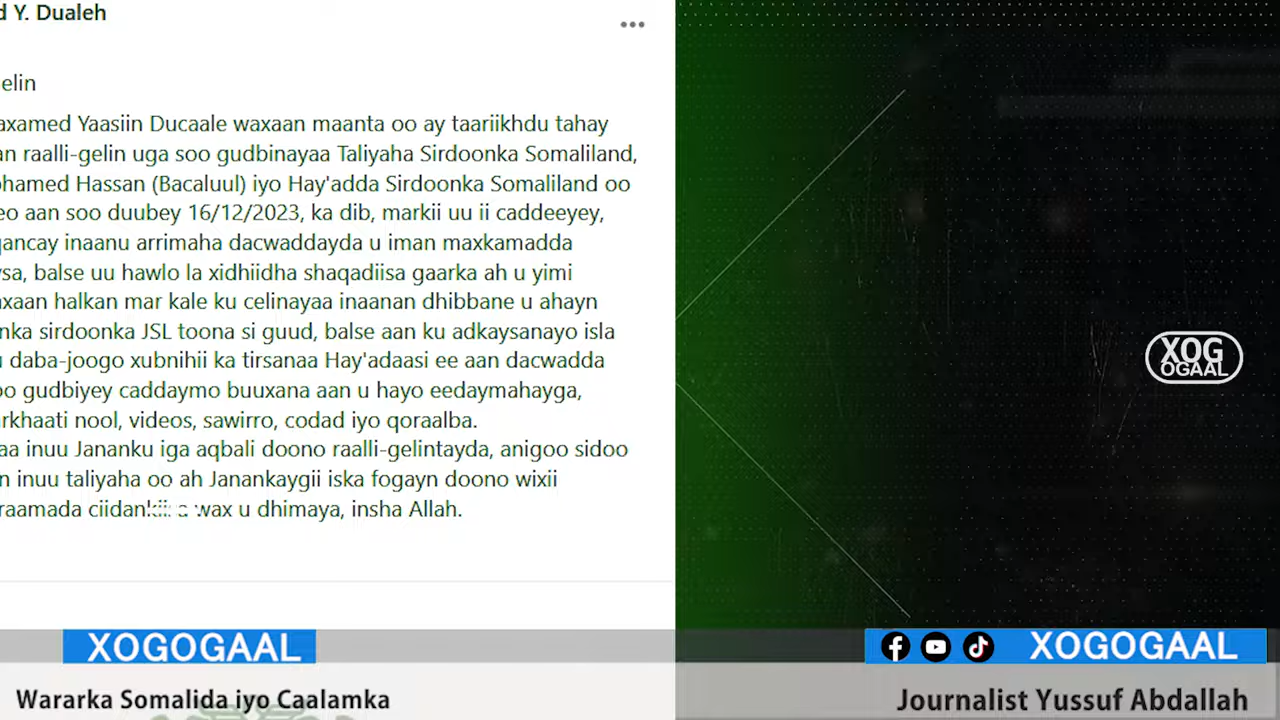 d Y. Dualeh
elin
axamed Yaasiin Ducaale waxaan maanta oo ay taariikhdu tahay
an raalli-gelin uga soo gudbinayaa Taliyaha Sirdoonka Somaliland,
ohamed Hassan (Bacaluul) iyo Hay'adda Sirdoonka Somaliland oo
eo aan soo duubey 16/12/2023, ka dib, markii uu ii caddeeyey,
qancay inaanu arrimaha dacwaddayda u iman maxkamadda
ysa, balse uu hawlo la xidhiidha shaqadiisa gaarka ah u yimi
axaan halkan mar kale ku celinayaa inaanan dhibbane u ahayn
nka sirdoonka JSL toona si guud, balse aan ku adkaysanayo isla
u daba-joogo xubnihii ka tirsanaa Hay'adaasi ee aan dacwadda
oo gudbiyey caddaymo buuxana aan u hayo eedaymahayga,
arkhaati nool, videos, sawirro, codad iyo qoraalba.
aa inuu Jananku iga aqbali doono raalli-gelintayda, anigoo sidoo
n inuu taliyaha oo ah Janankaygii iska fogayn doono wixii
raamada ciidan wax u dhimaya, insha Allah.
XOG
OGAAL
XOGOGAAL
XOGOGAAL
Wararka Somalida iyo Caalamka
Journalist Yussuf Abdallah